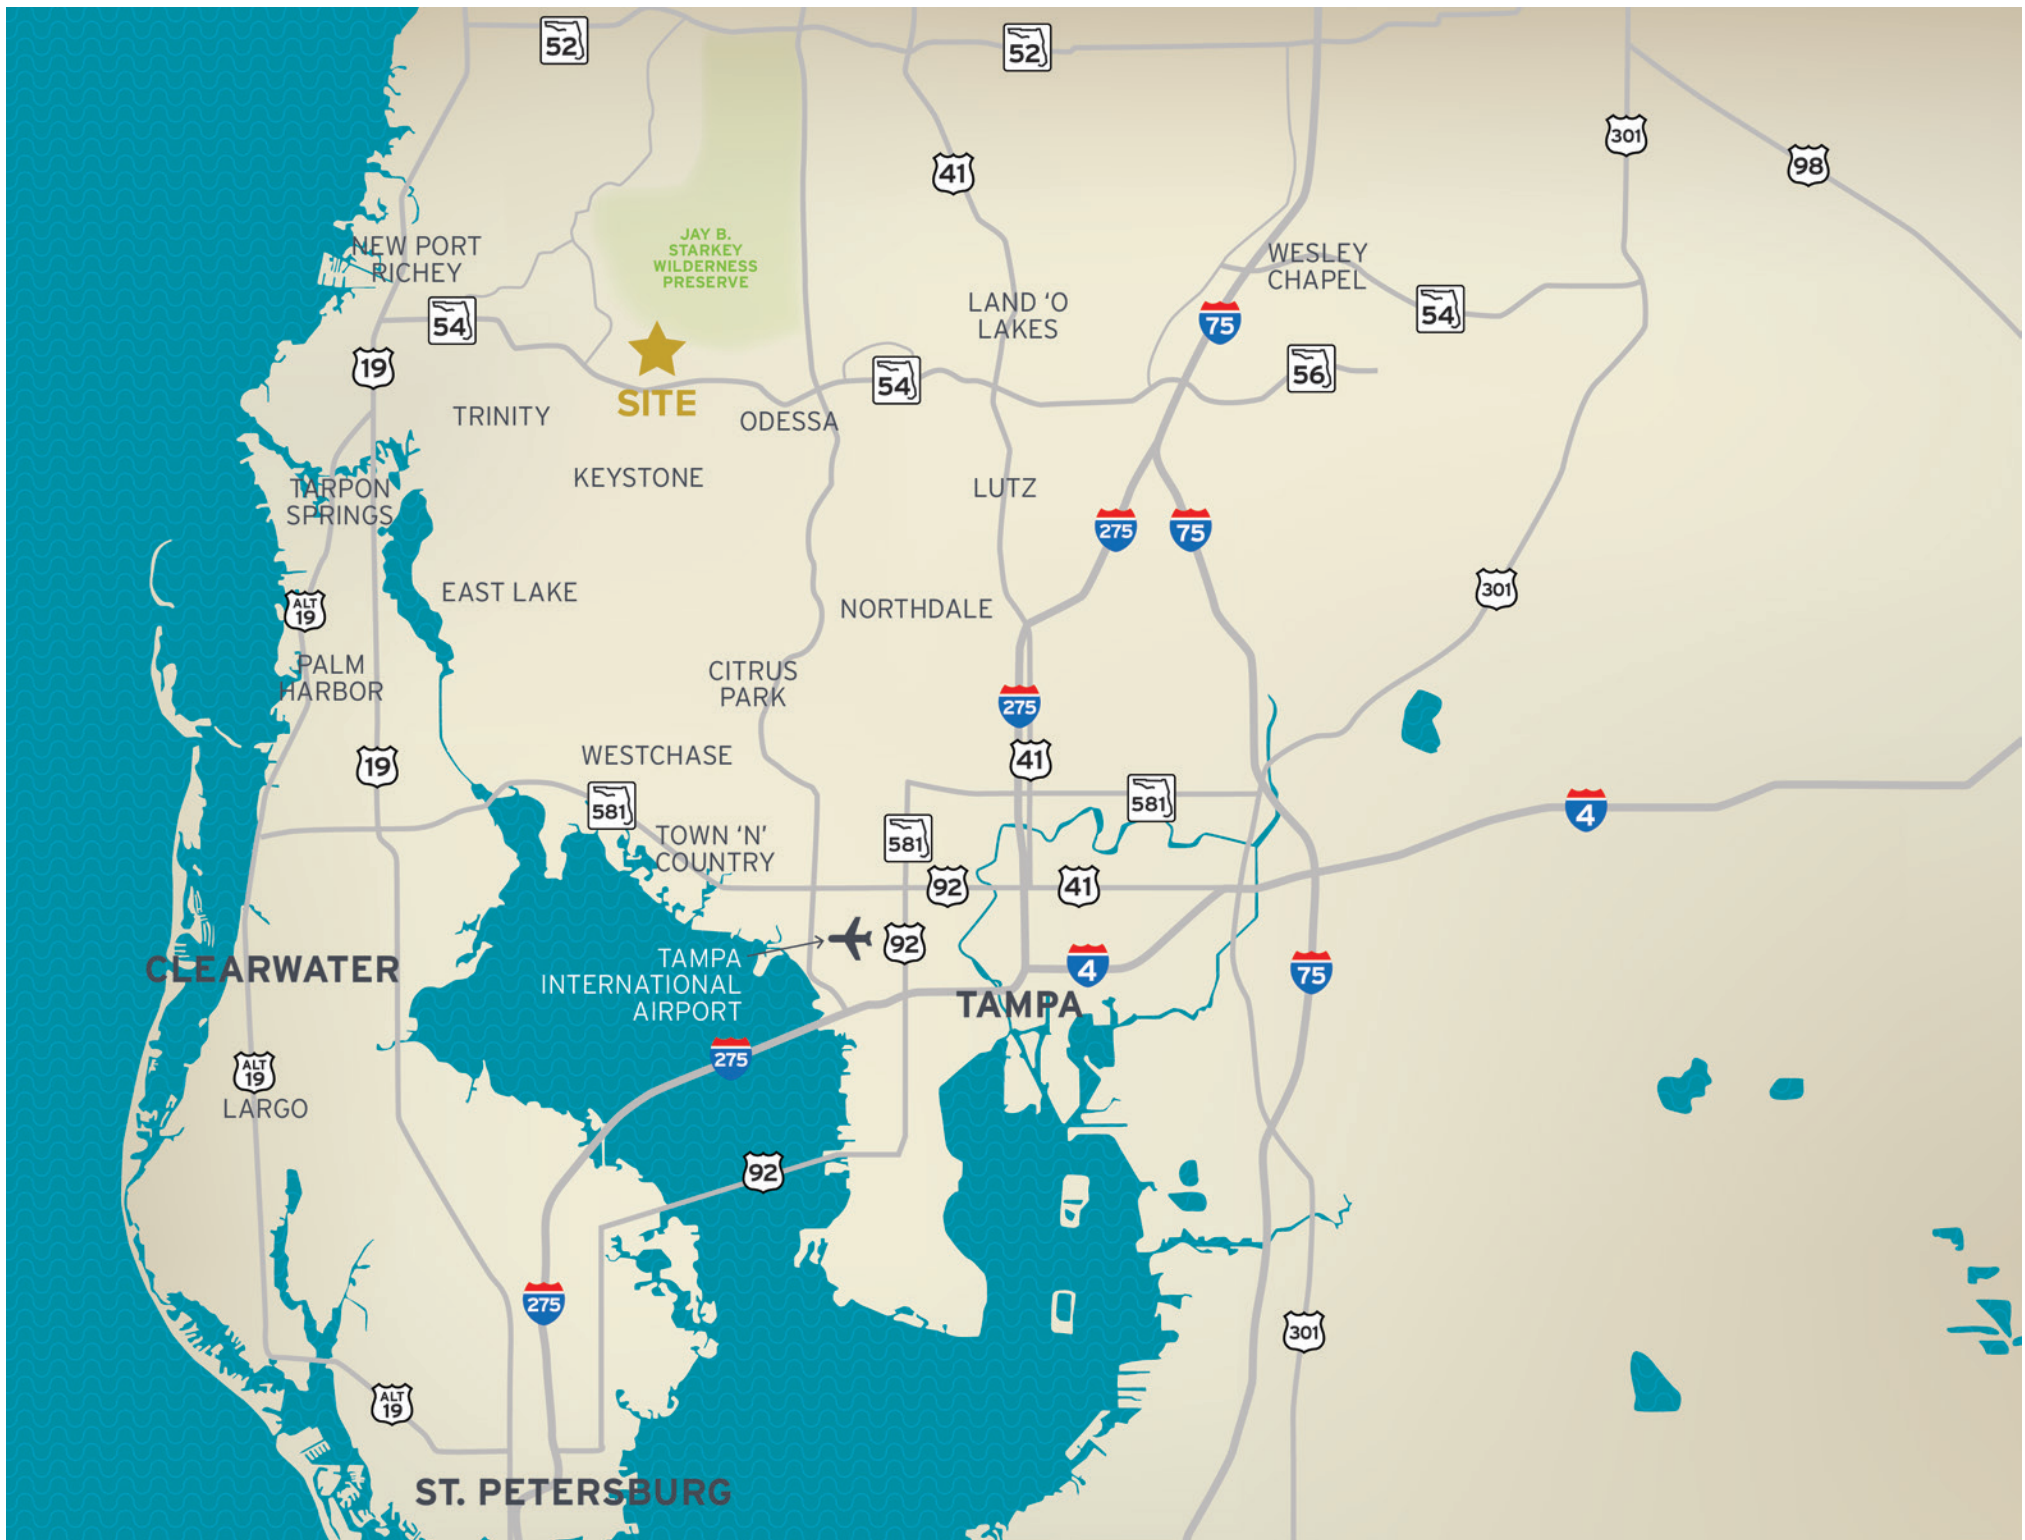 52
52
301
98
41
JAY B.
STARKEY
WILDERNESS
PRESERVE
NEW PORT
RICHEY
WESLEY
CHAPEL
LAND ‘O
LAKES
54
75
54
19
54
56
SITE
TRINITY
ODESSA
KEYSTONE
LUTZ
TARPON
SPRINGS
275
75
EAST LAKE
301
ALT
19
NORTHDALE
PALM
HARBOR
CITRUS
PARK
275
WESTCHASE
41
19
581
581
4
TOWN ‘N’
COUNTRY
581
92
41
92
TAMPA
INTERNATIONAL
AIRPORT
CLEARWATER
4
75
TAMPA
275
ALT
19
LARGO
92
275
301
ALT
19
ST. PETERSBURG